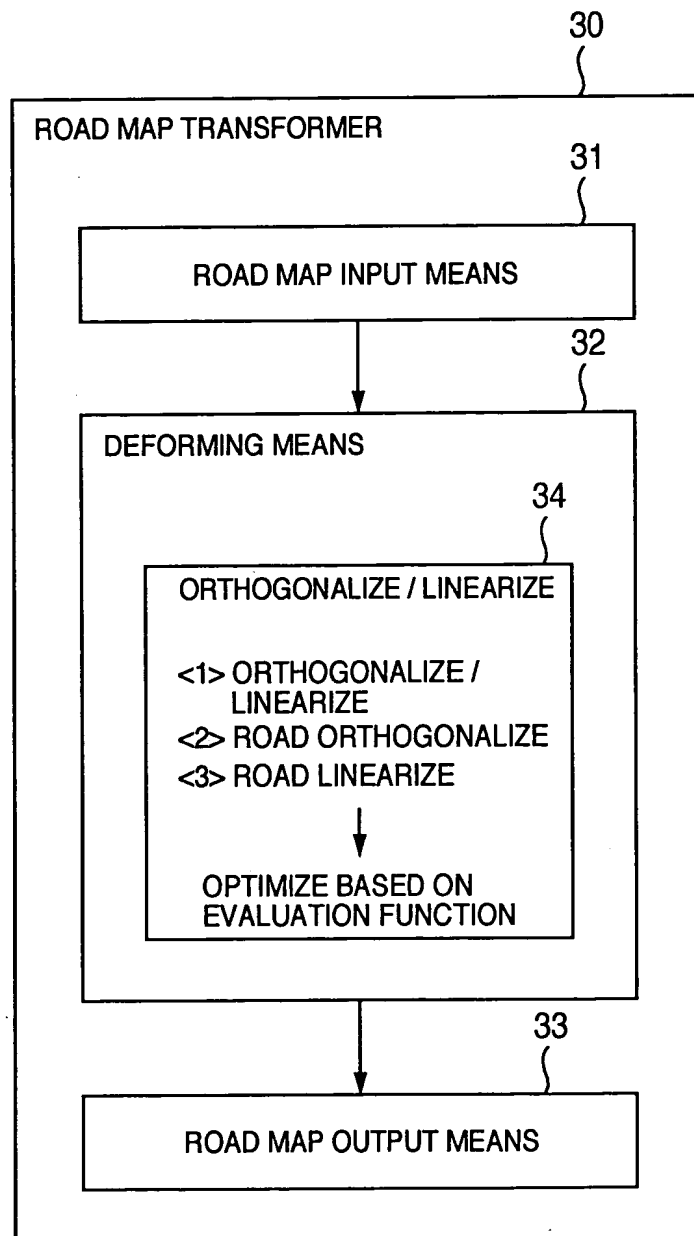 30
ROAD MAP TRANSFORMER
31
ROAD MAP INPUT MEANS
32
DEFORMING MEANS
34
ORTHOGONALIZE / LINEARIZE
<1> ORTHOGONALIZE /
LINEARIZE
<2> ROAD ORTHOGONALIZE
<3> ROAD LINEARIZE
OPTIMIZE BASED ON
EVALUATION FUNCTION
33
ROAD MAP OUTPUT MEANS